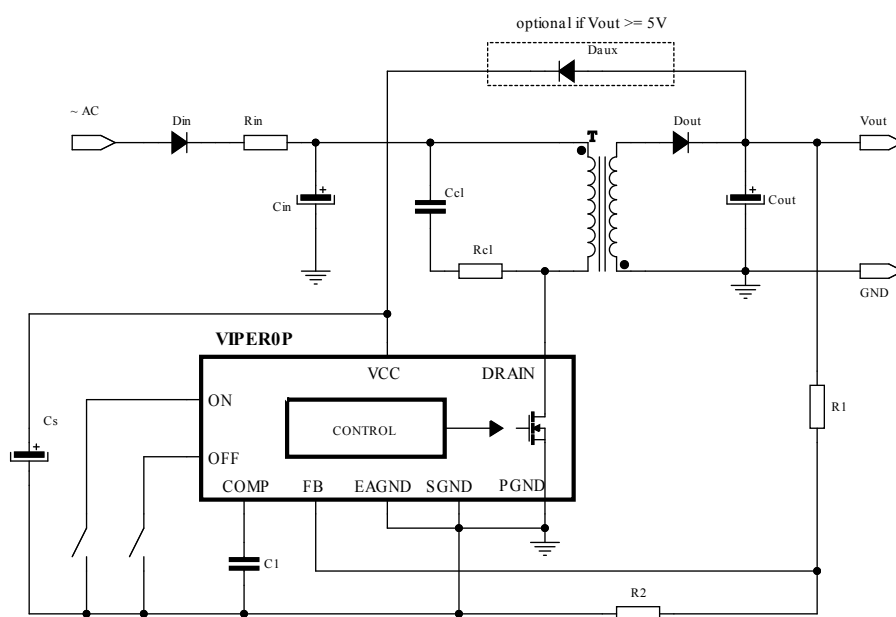 optional if Vout >= 5V
Daux
~ AC
Din
Rin
T
Dout
Vout
Cin
+
Ccl
+
Cout
Rcl
GND
VIPER0P
VCC
DRAIN
R1
ON
Cs
+
CONTROL
OFF
COMP
FB
EAGND
SGND
PGND
C1
R2